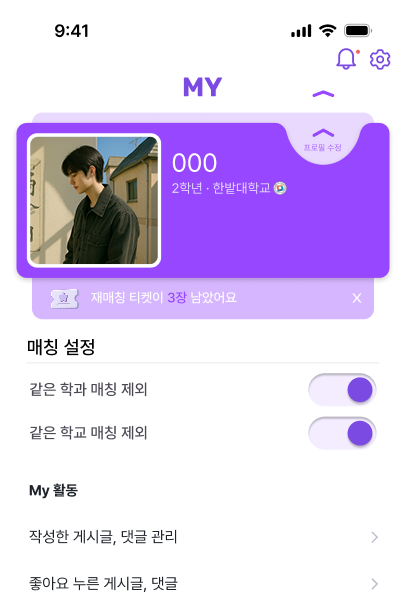 9:41
MY
프로필 수정
000
2학년 · 한밭대학교
재매칭 티켓이 3장 남았어요
매칭 설정
같은 학과 매칭 제외
같은 학교 매칭 제외
My 활동
작성한 게시글, 댓글 관리
좋아요 누른 게시글, 댓글